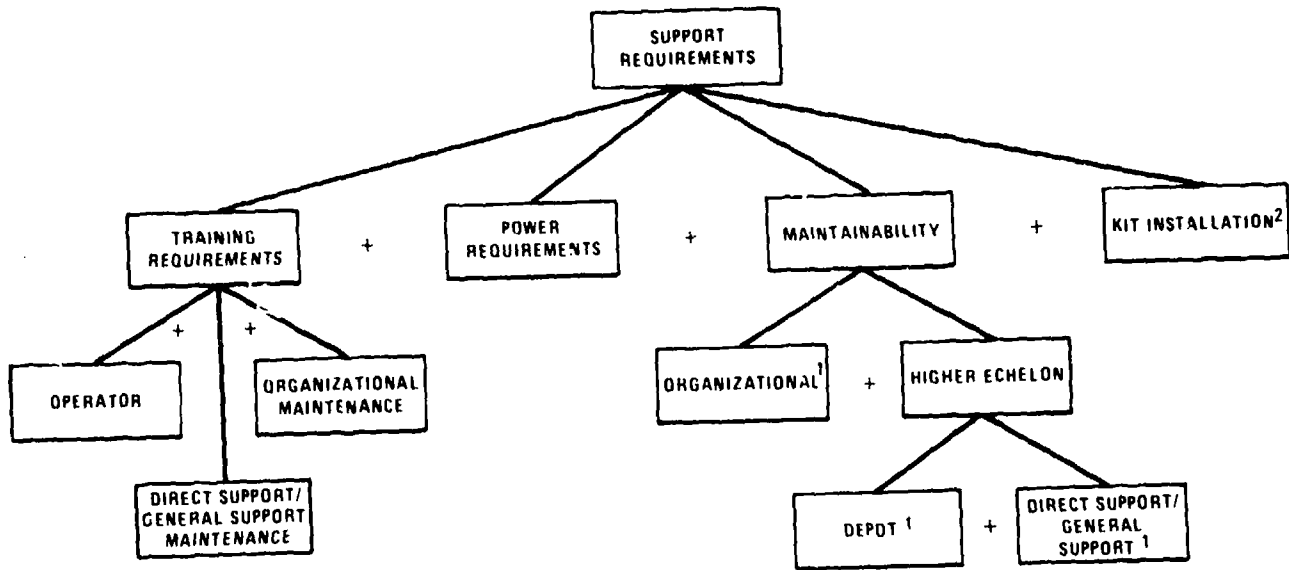 SUPPORT
REQUIREMENTS
TRAINING
REQUIREMENTS
+
POWER
REQUIREMENTS
+
MAINTAINABILITY
+
KIT INSTALLATION²
+
+
OPERATOR
ORGANIZATIONAL
MAINTENANCE
ORGANIZATIONAL¹
+
HIGHER ECHELON
DIRECT SUPPORT/
GENERAL SUPPORT
MAINTENANCE
DEPOT ¹
+
DIRECT SUPPORT/
GENERAL
SUPPORT ¹